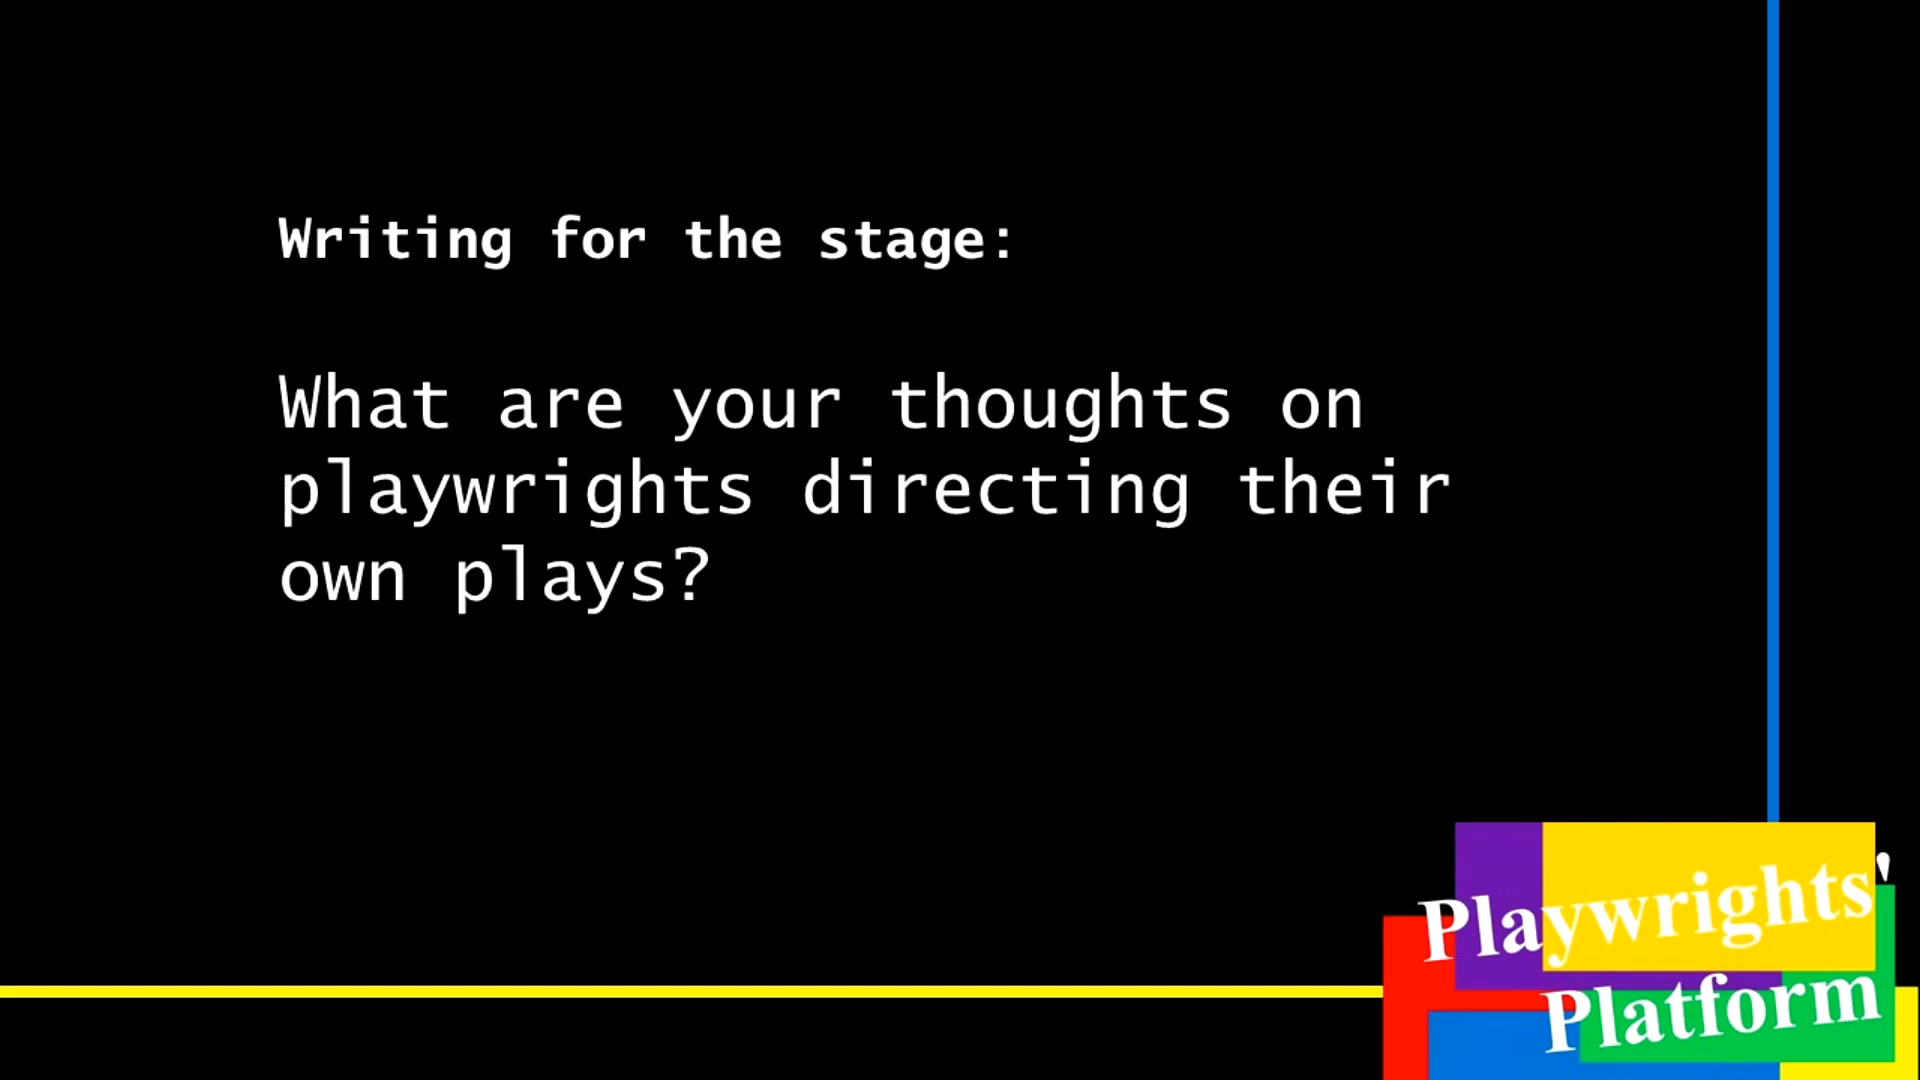 Writing for the stage:
What are your thoughts on
playwrights directing their
own plays?
Playwrights'
Platform